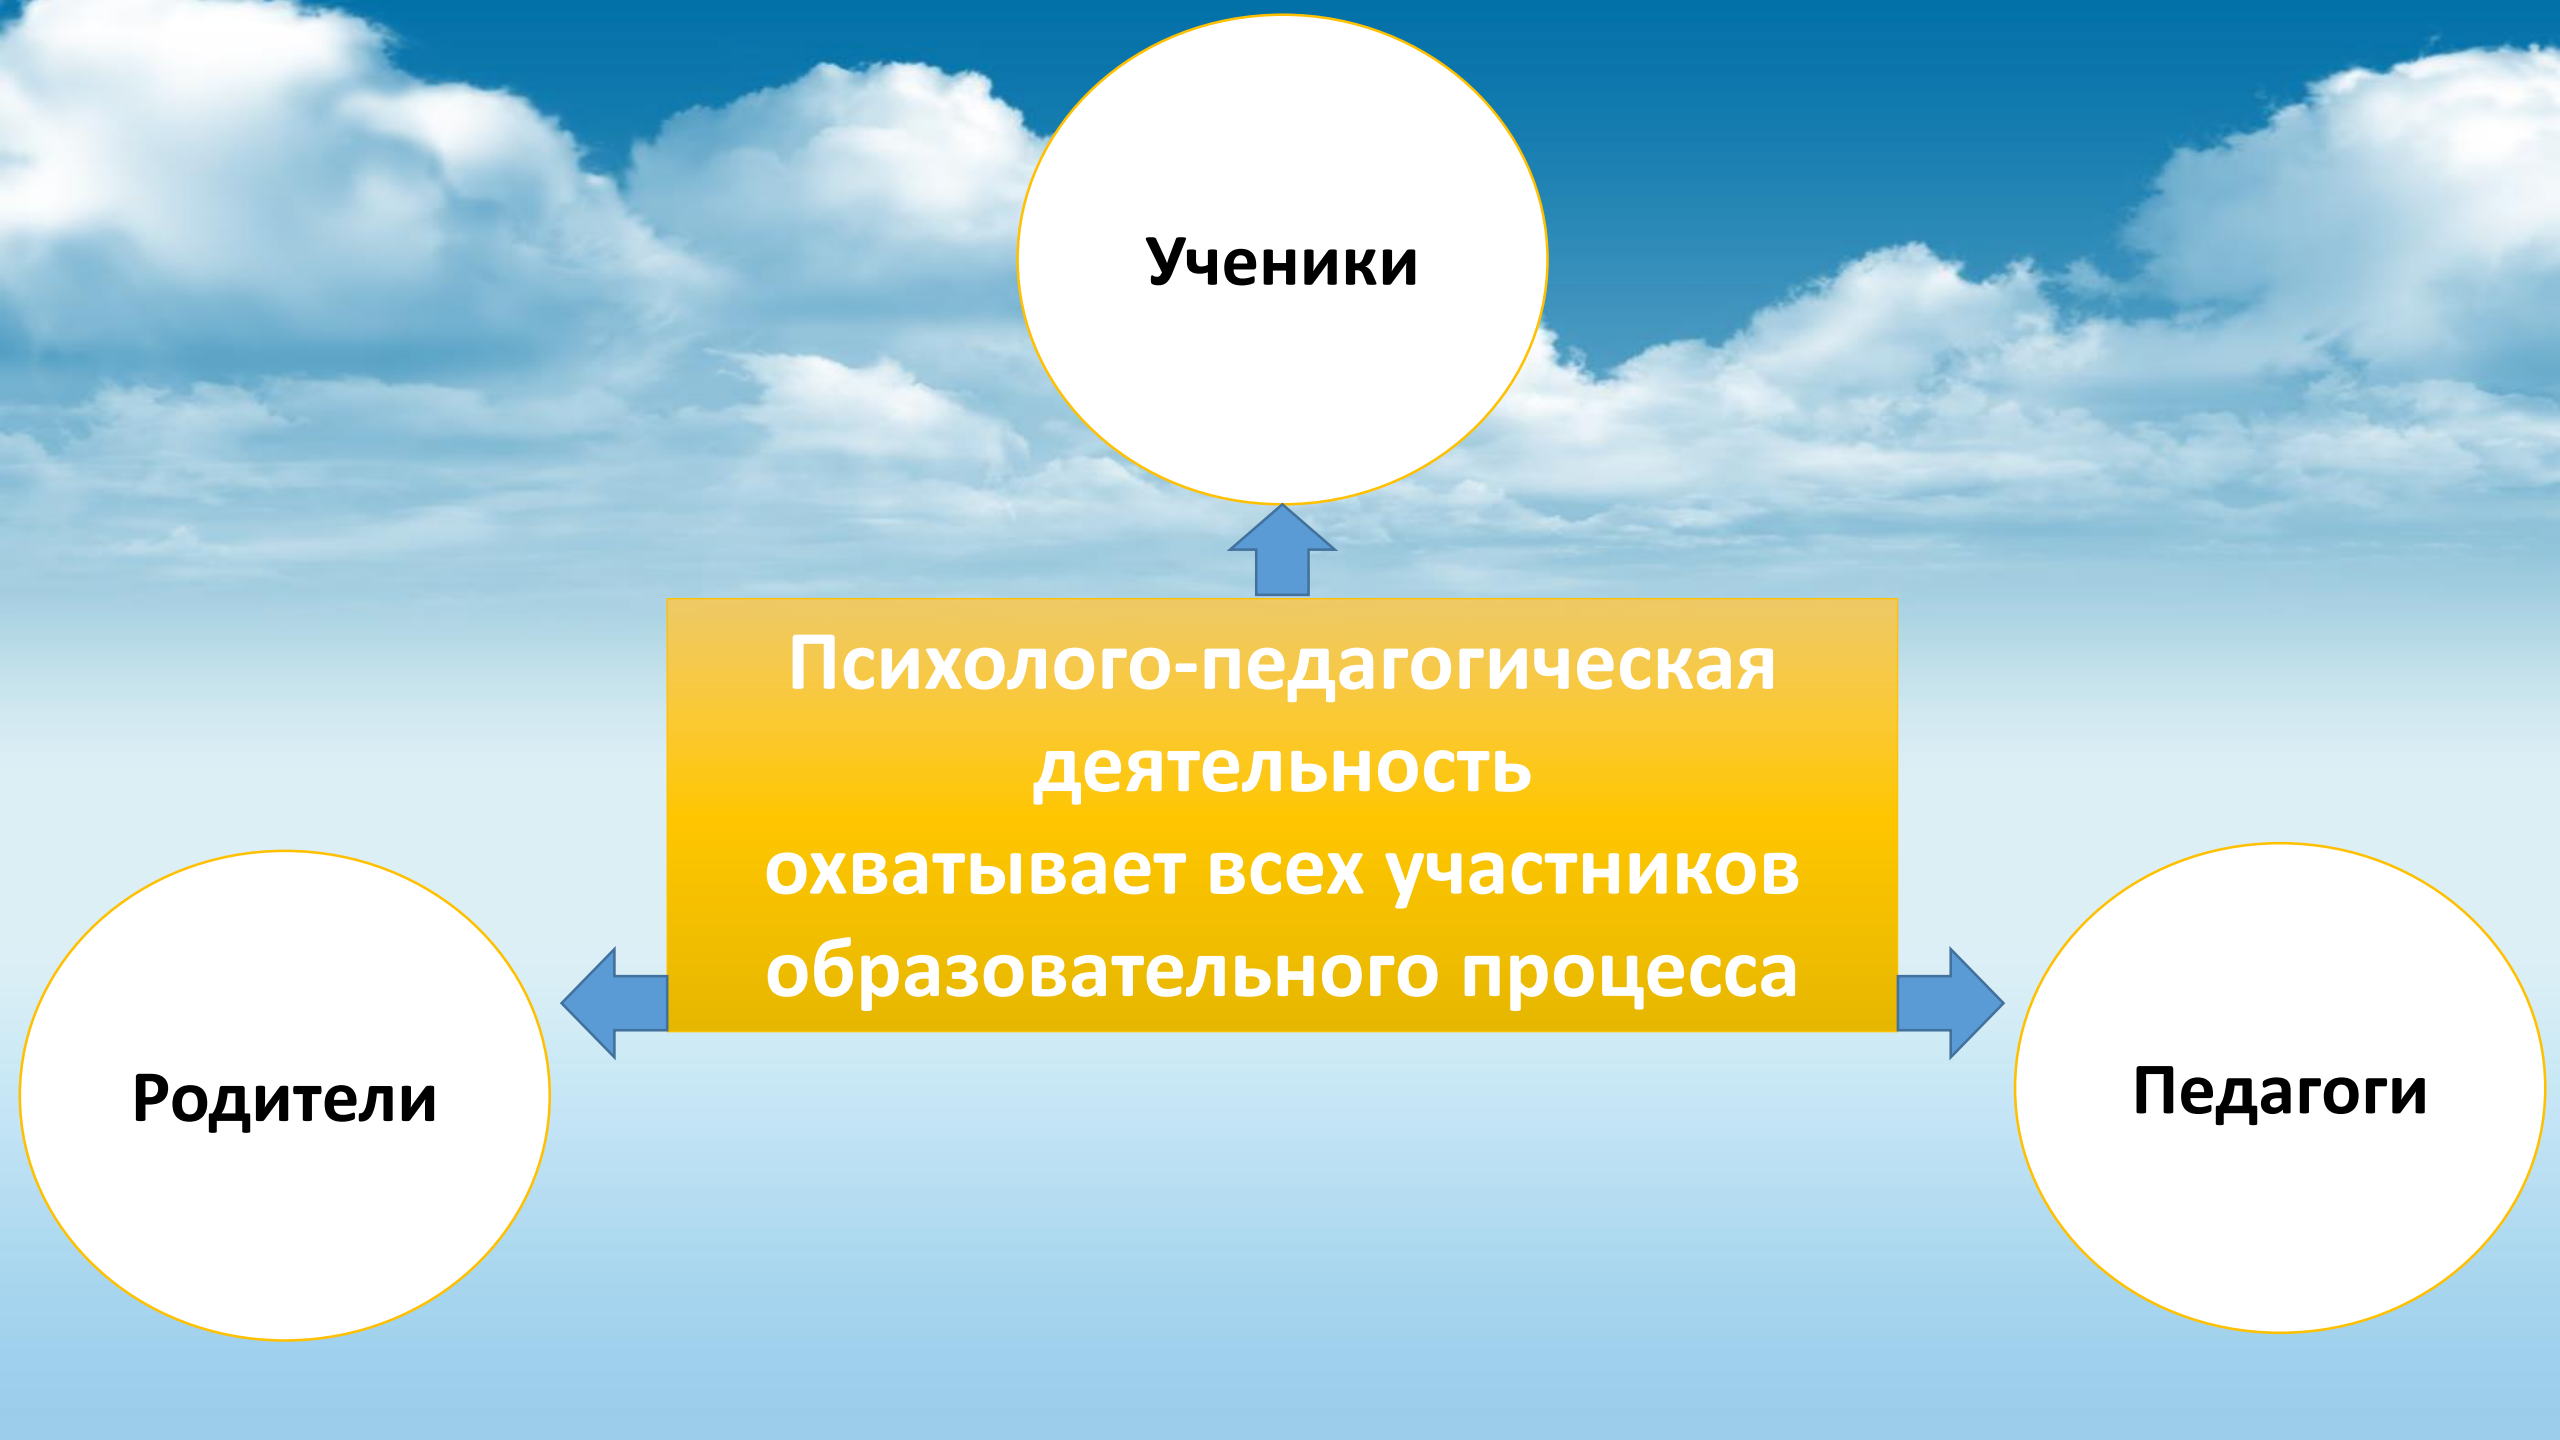 Ученики
Психолого-педагогическая
деятельность
охватывает всех участников
образовательного процесса
Родители
Педагоги